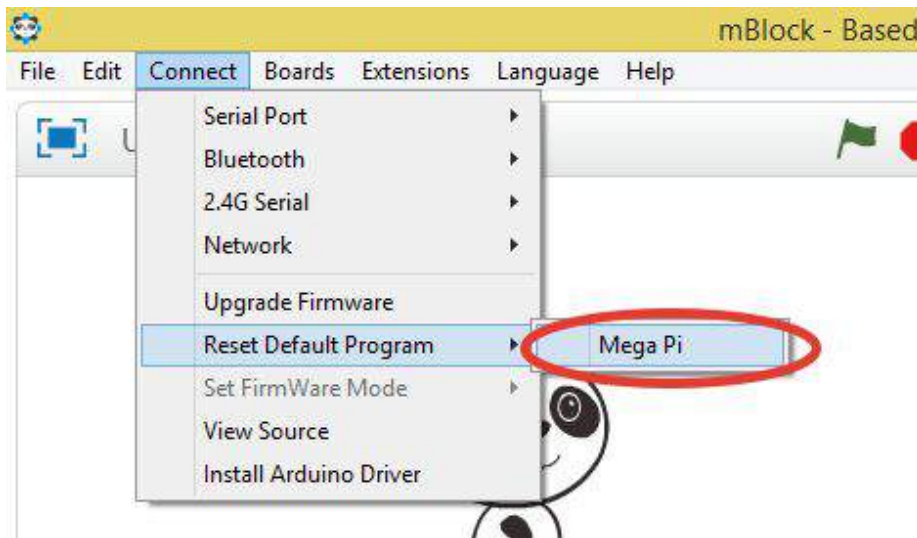 mBlock - Based
File Edit Connect Boards Extensions Language Help
Serial Port
Bluetooth
2.4G Serial
Network
Upgrade Firmware
Reset Default Program Mega Pi
Set FirmWare Mode
View Source
Install Arduino Driver